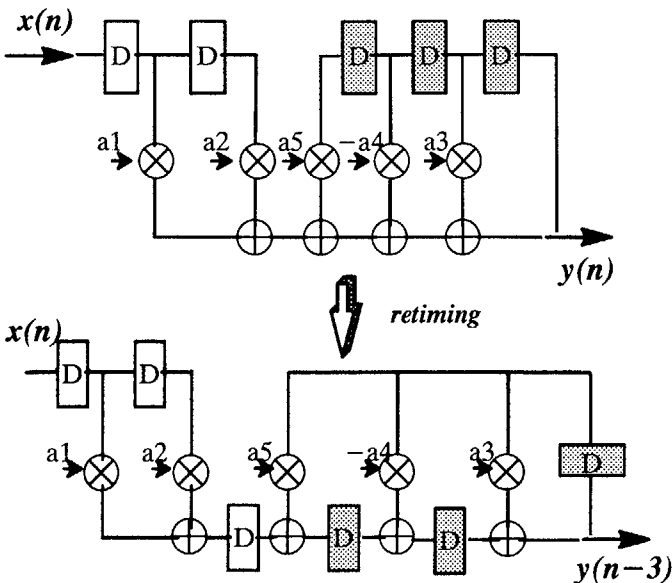 x(n)
D D D D D
a1 a2 a5 −a4 a3
y(n)
retiming
x(n)
D D
a1 a2 a5 −a4 a3
D
D D D
y(n−3)